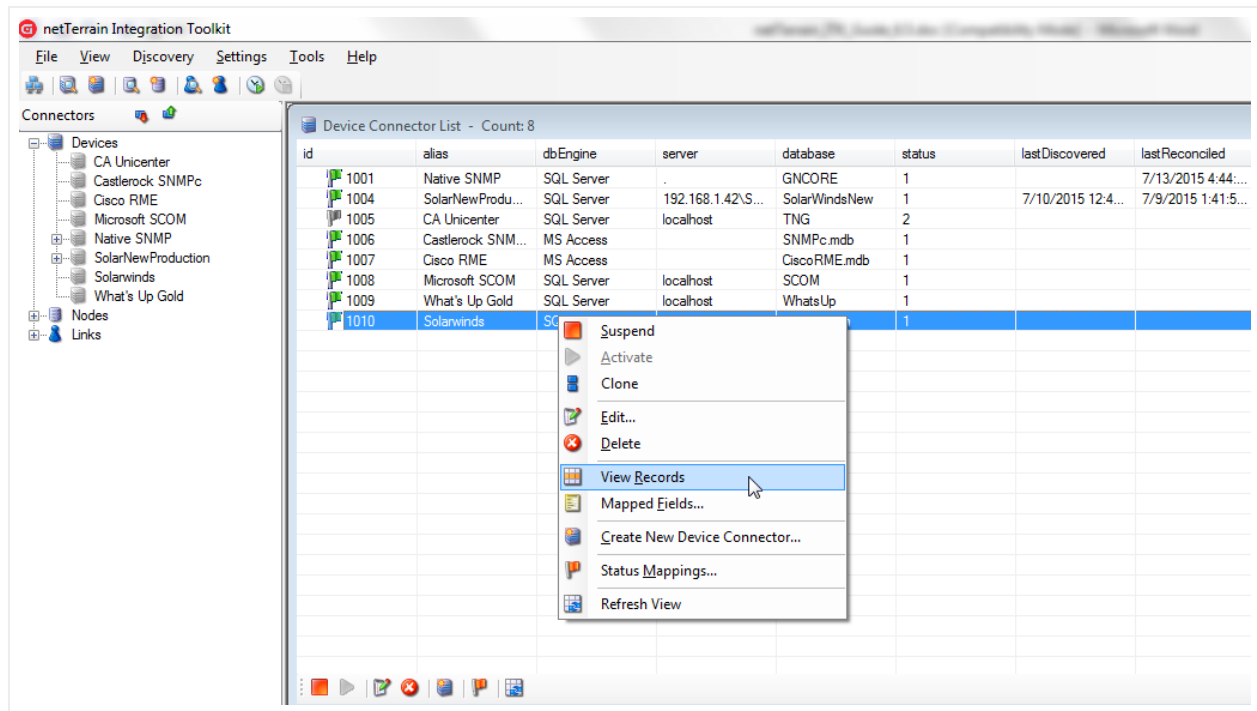 netTerrain Integration Toolkit
File View Discovery Settings Tools Help
Connectors
Devices
CA Unicenter
Castlerock SNMPc
Cisco RME
Microsoft SCOM
Native SNMP
SolarNewProduction
Solarwinds
What's Up Gold
Nodes
Links
Device Connector List - Count: 8
id alias dbEngine server database status lastDiscovered lastReconciled
1001 Native SNMP SQL Server . GNCORE 1 7/13/2015 4:44:...
1004 SolarNewProdu... SQL Server 192.168.1.42\S... SolarWindsNew 1 7/10/2015 12:4... 7/9/2015 1:41:5...
1005 CA Unicenter SQL Server localhost TNG 2
1006 Castlerock SNM... MS Access SNMPc.mdb 1
1007 Cisco RME MS Access CiscoRME.mdb 1
1008 Microsoft SCOM SQL Server localhost SCOM 1
1009 What's Up Gold SQL Server localhost WhatsUp 1
1010 Solarwinds 1
Suspend
Activate
Clone
Edit...
Delete
View Records
Mapped Fields...
Create New Device Connector...
Status Mappings...
Refresh View